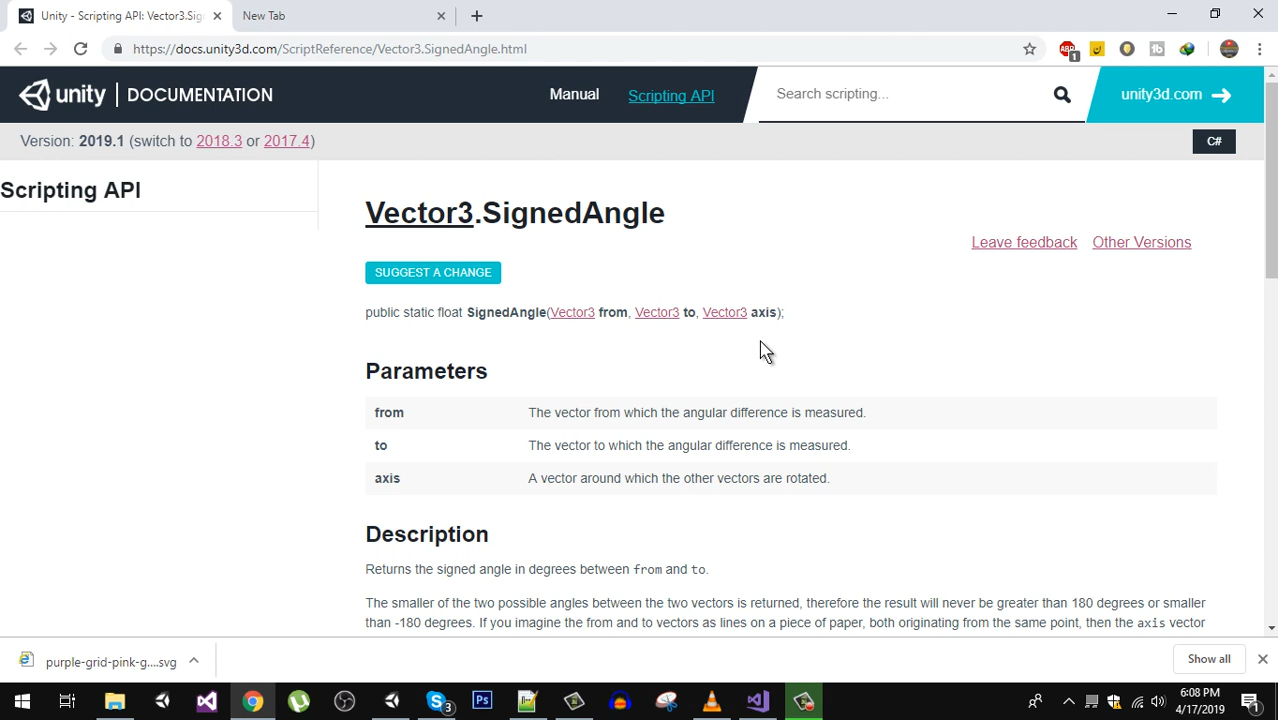 Unity - Scripting API: Vector3.Sig
New Tab
https://docs.unity3d.com/ScriptReference/Vector3.SignedAngle.html
ABP
1
unity | DOCUMENTATION
Manual
Scripting API
Search scripting...
unity3d.com
Version: 2019.1 (switch to 2018.3 or 2017.4)
C#
Scripting API
Vector3.SignedAngle
Leave feedback
Other Versions
SUGGEST A CHANGE
public static float SignedAngle(Vector3 from, Vector3 to, Vector3 axis);
Parameters
from The vector from which the angular difference is measured.
to The vector to which the angular difference is measured.
axis A vector around which the other vectors are rotated.
Description
Returns the signed angle in degrees between from and to.
The smaller of the two possible angles between the two vectors is returned, therefore the result will never be greater than 180 degrees or smaller
than -180 degrees. If you imagine the from and to vectors as lines on a piece of paper, both originating from the same point, then the axis vector
purple-grid-pink-g....svg
Show all
Ps
3
6:08 PM
4/17/2019
1